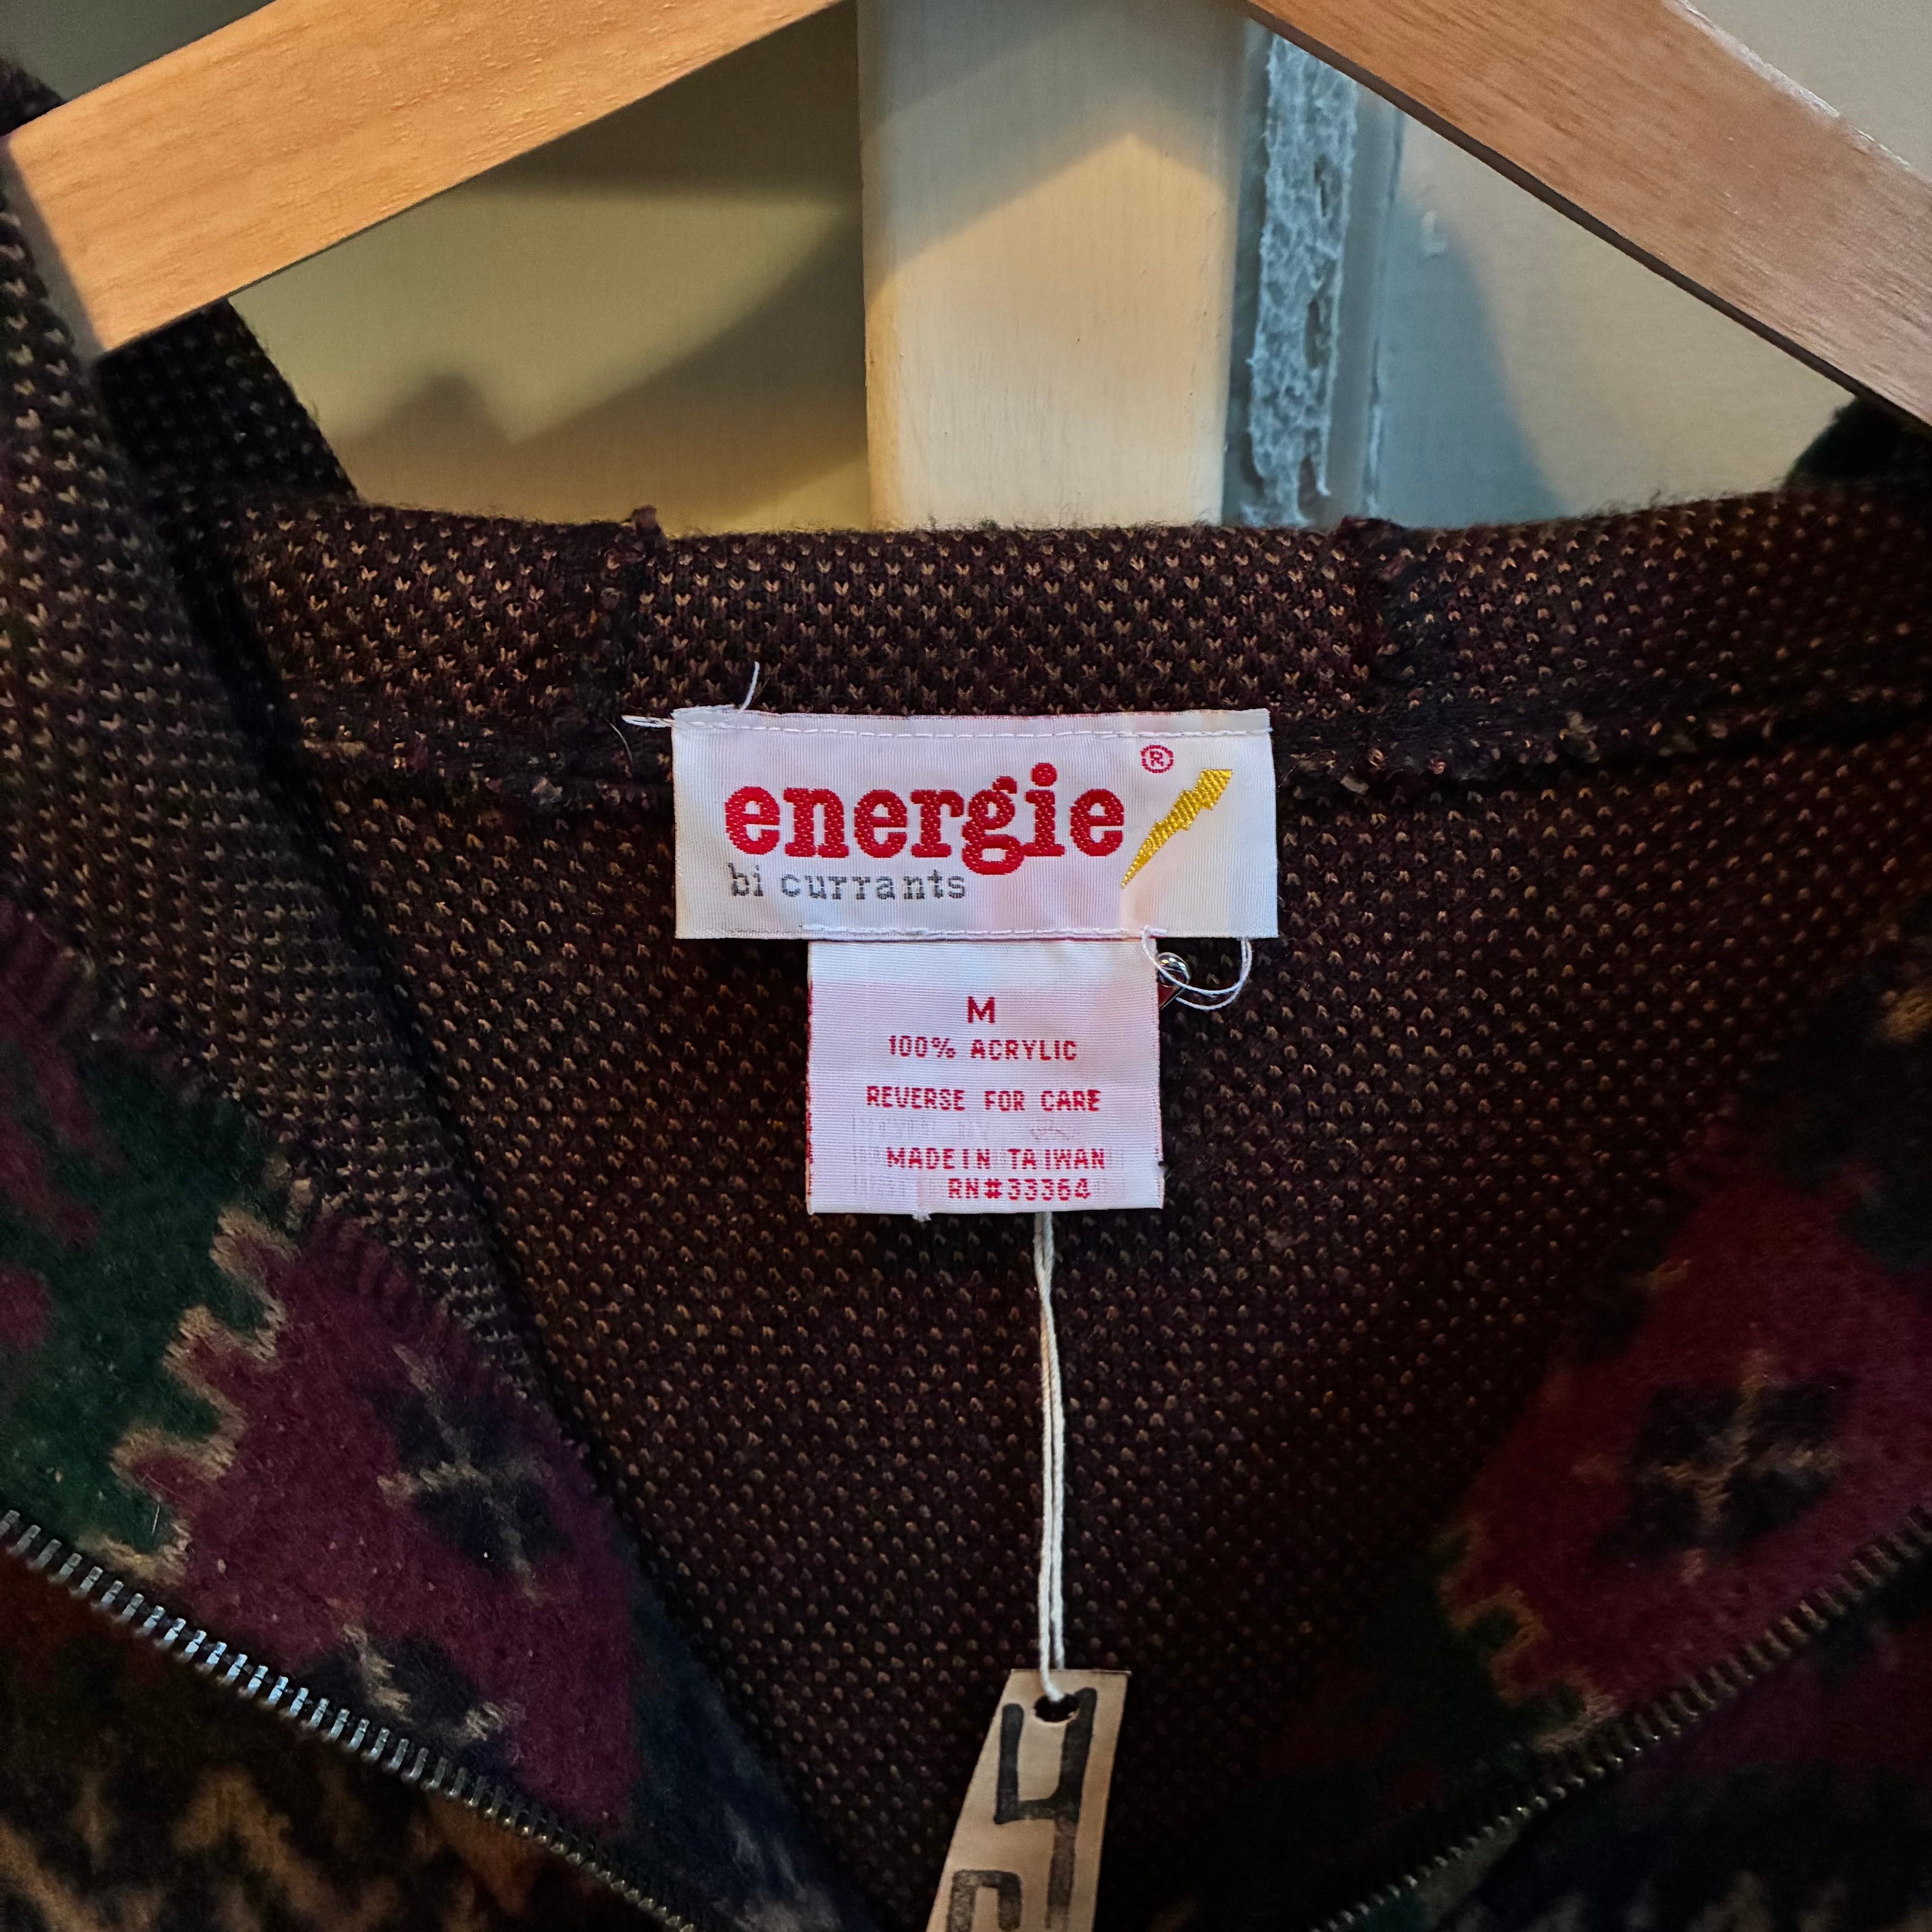 energie ®
bi currants
M
100% ACRYLIC
REVERSE FOR CARE
MADE IN TAIWAN
RN#33364